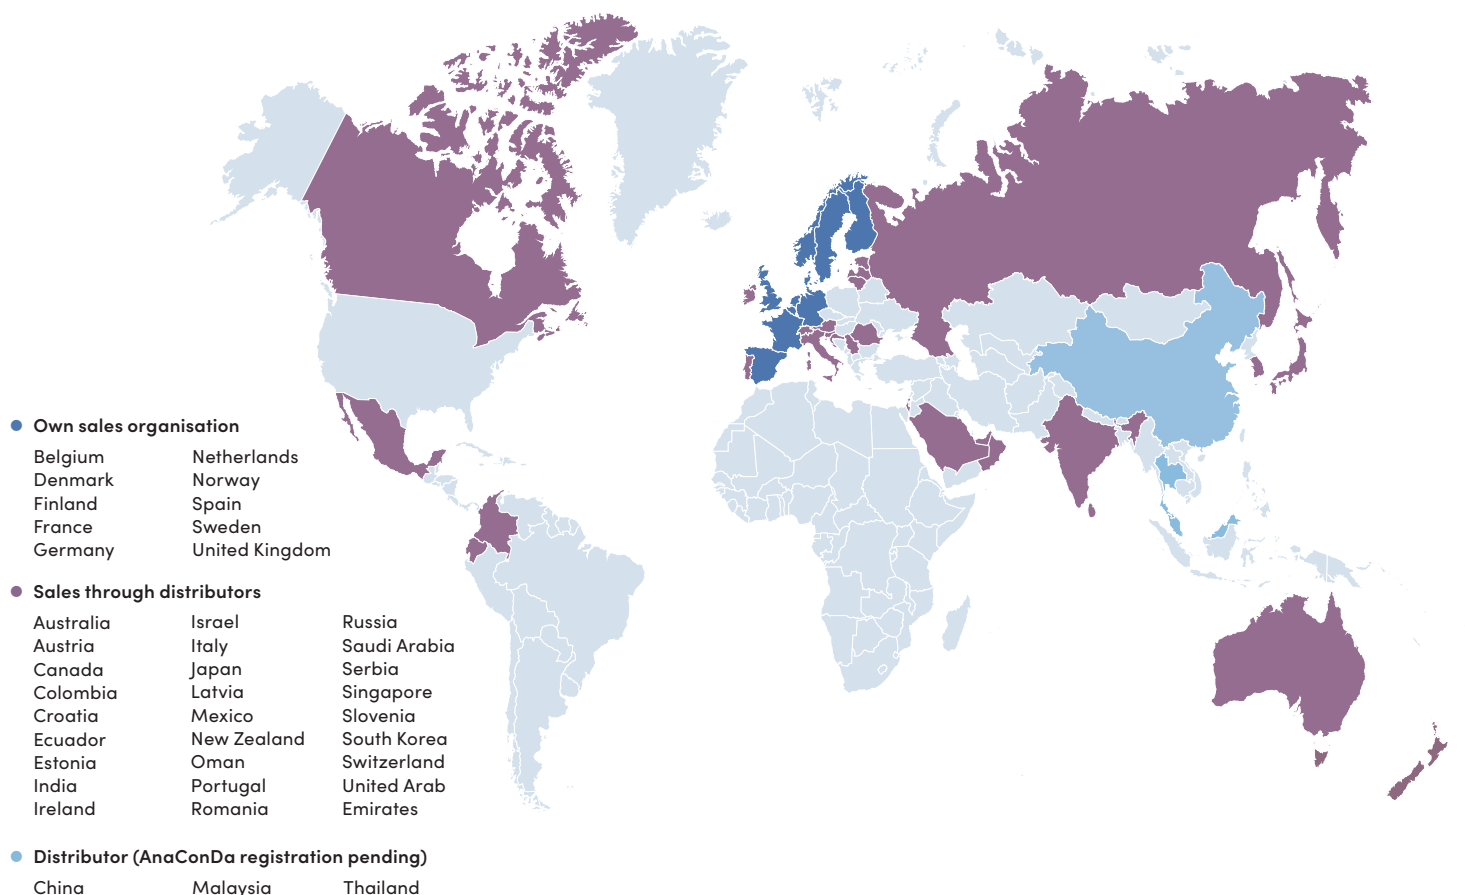 Own sales organisation
Belgium Netherlands
Denmark Norway
Finland Spain
France Sweden
Germany United Kingdom
Sales through distributors
Australia Israel Russia
Austria Italy Saudi Arabia
Canada Japan Serbia
Colombia Latvia Singapore
Croatia Mexico Slovenia
Ecuador New Zealand South Korea
Estonia Oman Switzerland
India Portugal United Arab
Ireland Romania Emirates
Distributor (AnaConDa registration pending)
China Malaysia Thailand